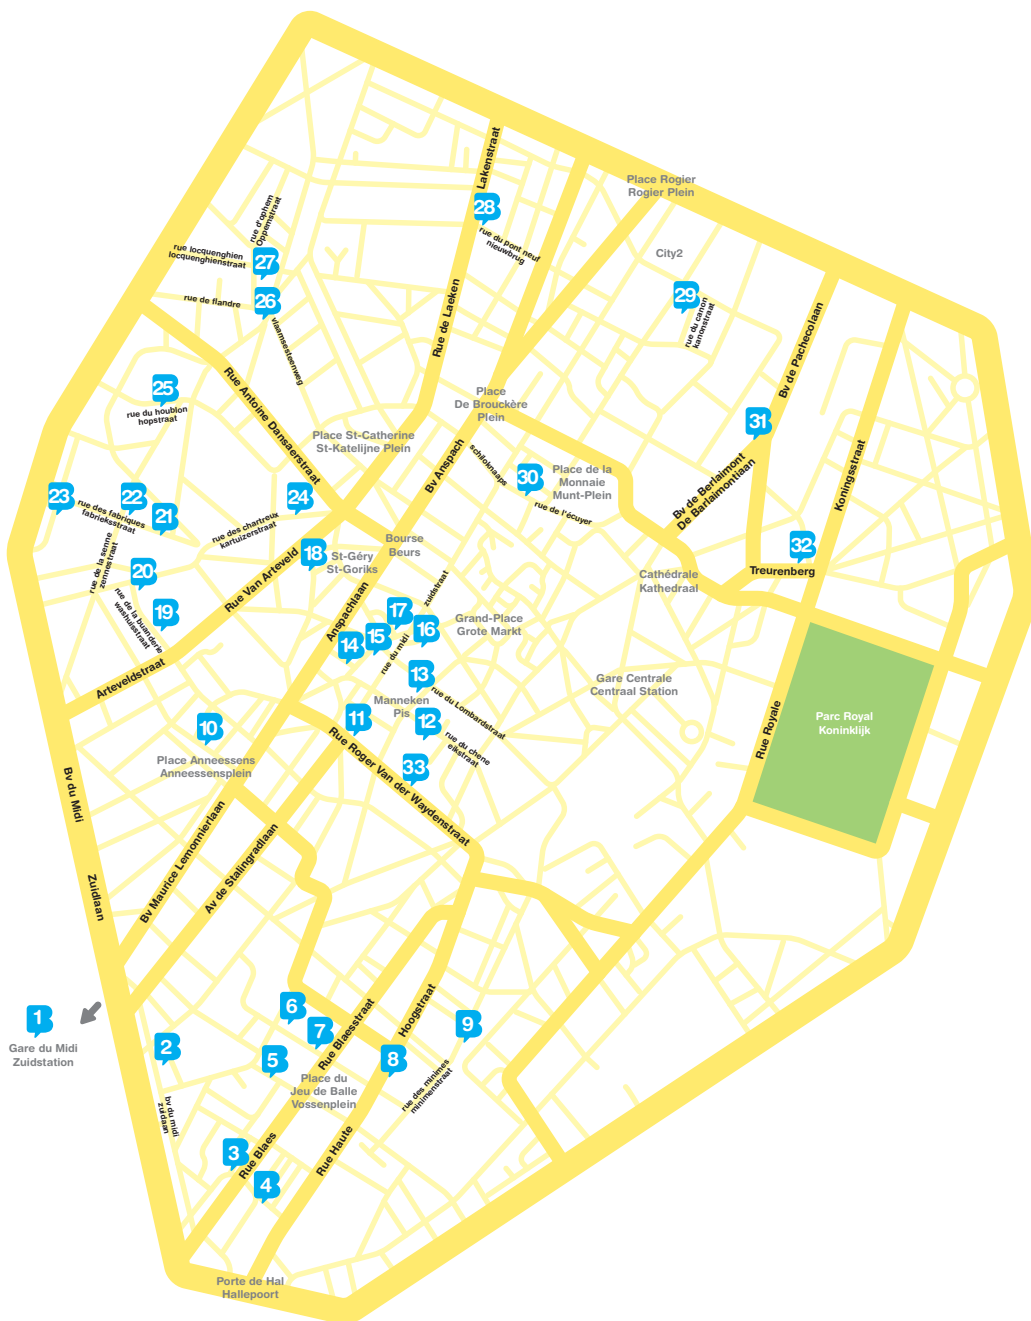 Lakenstraat
Place Rogier
Rogier Plein
28
rue d'ophem
Oppemstraat
rue du pont neuf
nieuwbrug
City2
rue locquenghien
locquenghienstraat
27
29
rue du canon
kanonstraat
rue de flandre
26
vlaamsesteenweg
Rue de Laeken
Bv de Pachecolaan
Rue Antoine Dansaerstraat
25
rue du houblon
hopstraat
Place
De Brouckère
Plein
31
Place St-Catherine
St-Katelijne Plein
Bv Anspach
schiloknaaps
30
Place de la
Monnaie
Munt-Plein
rue de l'écuyer
Bv de Berlaimont
De Barlaimontiaan
Koningsstraat
23
22
21
rue des fabriques
fabrieksstraat
24
rue des chartreux
kartuizerstraat
18
St-Géry
St-Goriks
Bourse
Beurs
32
Treurenberg
Cathédrale
Kathedraal
rue de la senne
zennestraat
20
19
rue de la buanderie
washuisstraat
Rue Van Arteveld
Arteveldstraat
Anspachlaan
zuidstraat
17
16
15
14
rue du midi
Grand-Place
Grote Markt
13
rue du Lombardstraat
Gare Centrale
Centraal Station
Manneken
Pis
12
11
rue du chene
eikstraat
10
Place Anneessens
Anneessensplein
33
Rue Roger Van der Waydenstraat
Rue Royale
Parc Royal
Koninklijk
Bv du Midi
Zuidlaan
Bv Maurice Lemonnierlaan
Av de Stalingradlaan
1
Gare du Midi
Zuidstation
2
bv du midi
zuidaan
6
7
5
Rue Blaesstraat
Hoogstraat
8
9
rue des minimes
minimenstraat
Place du
Jeu de Balle
Vossenplein
3
Rue Blaes
4
Rue Haute
Porte de Hal
Hallepoort